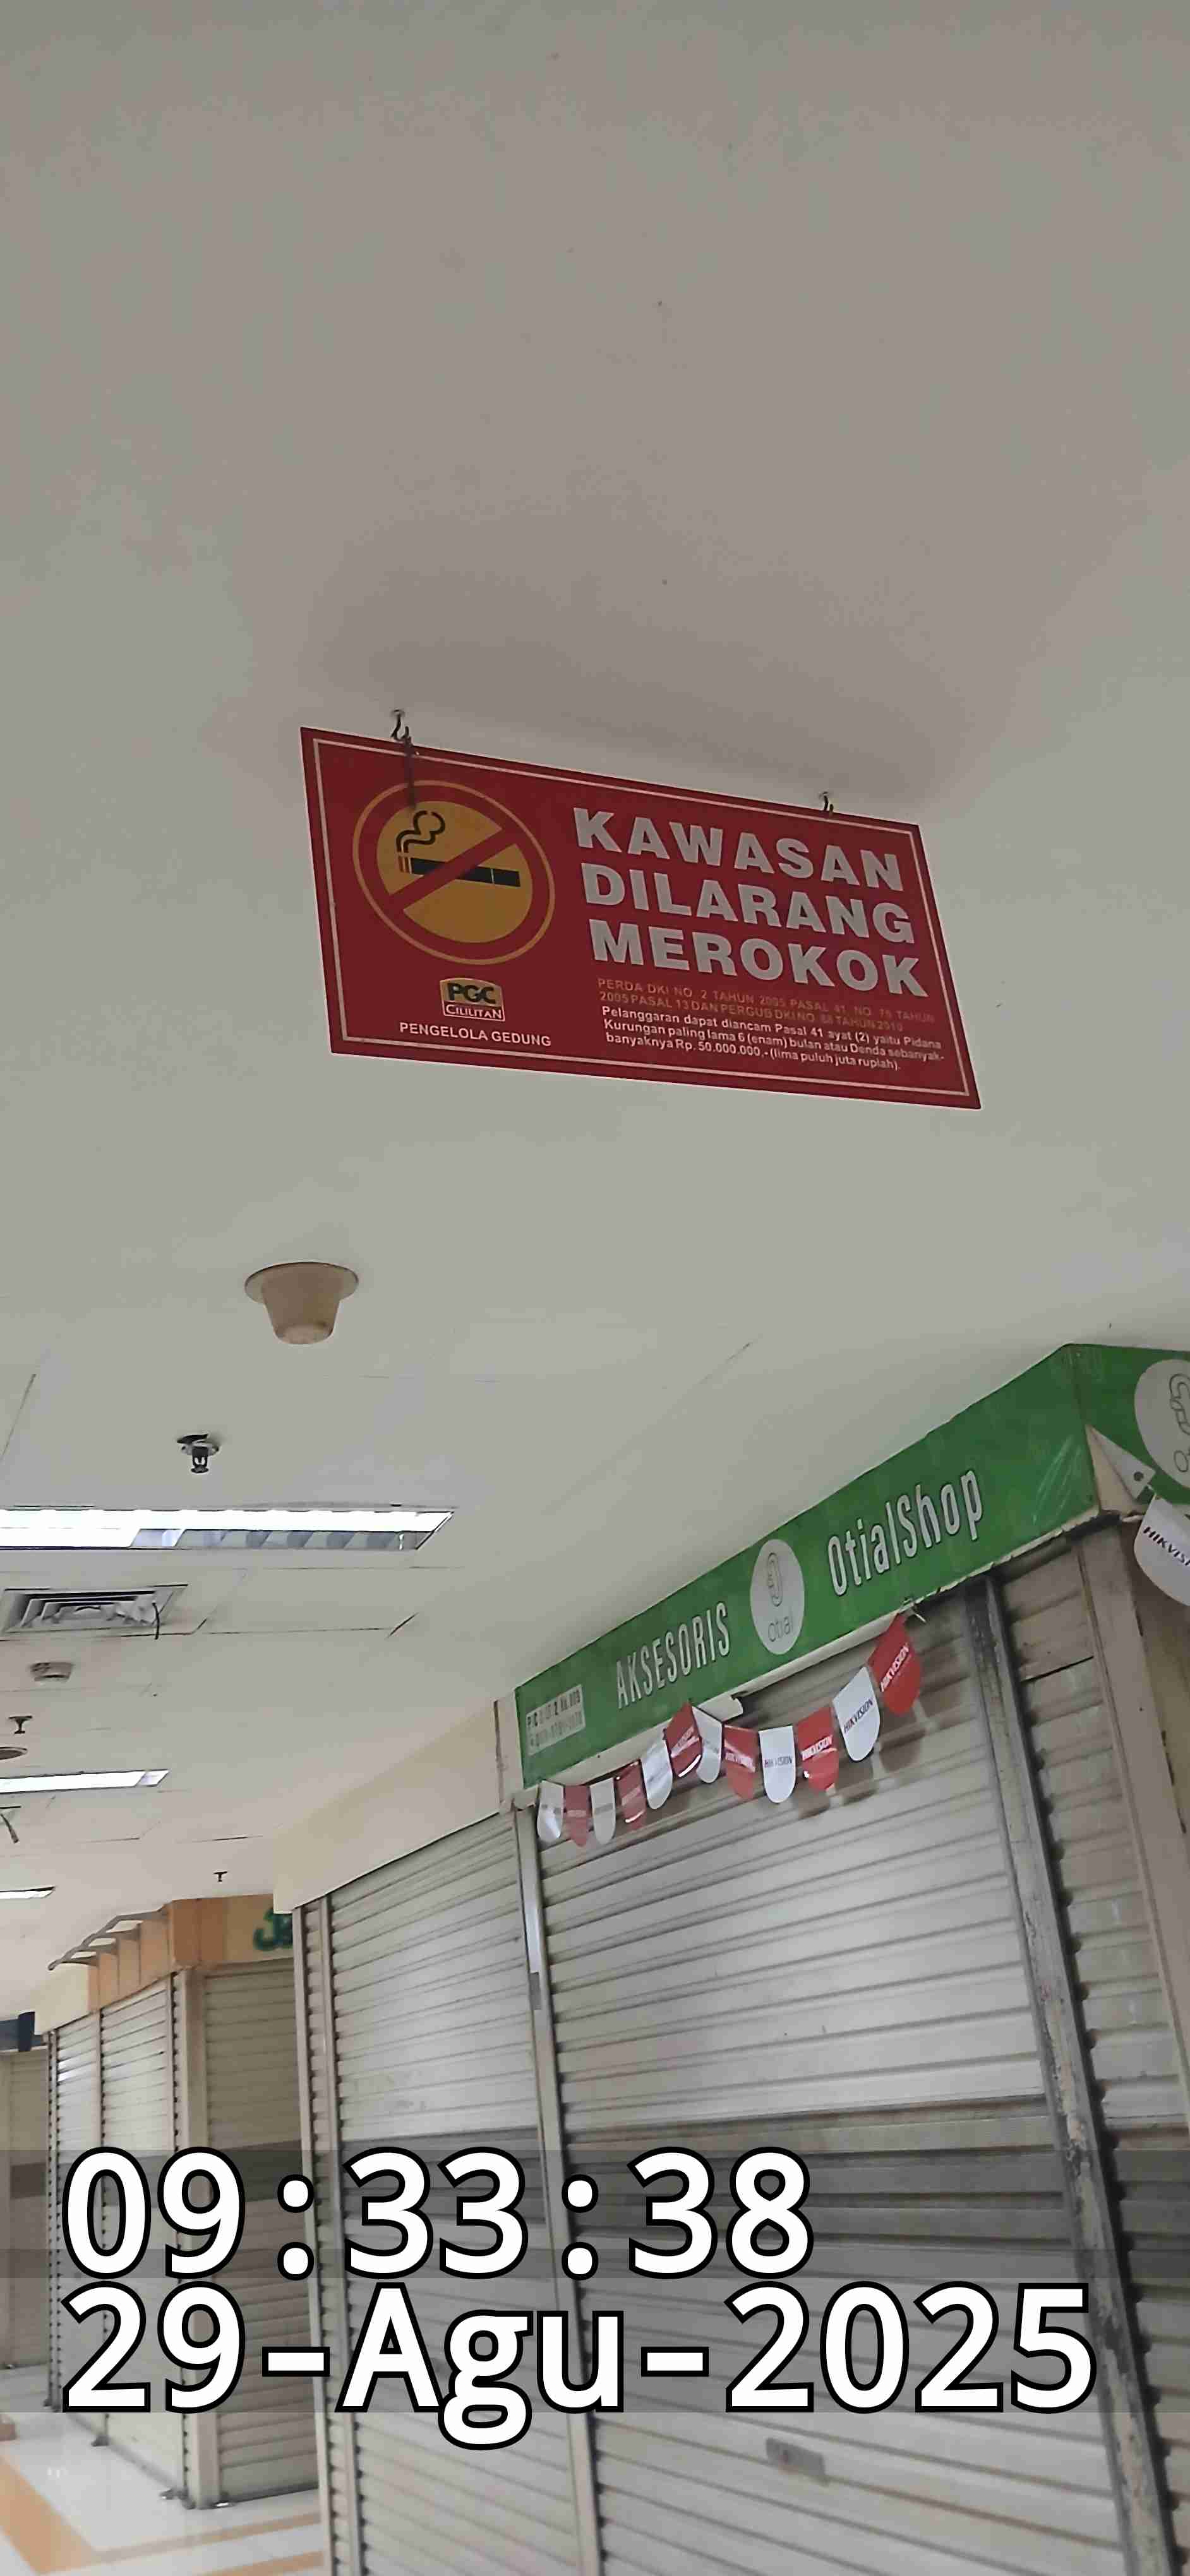 KAWASAN
DILARANG
MEROKOK
PERDA DKI NO. 2 TAHUN 2005 PASAL 41, NO. 75 TAHUN
2005 PASAL 13 DAN PERGUB DKI NO. 88 TAHUN 2010
Pelanggaran dapat diancam Pasal 41 ayat (2) yaitu Pidana
Kurungan paling lama 6 (enam) bulan atau Denda sebanyak-
banyaknya Rp. 50.000.000,- (lima puluh juta rupiah).
PGC
CILILITAN
PENGELOLA GEDUNG
AKSESORIS
otial
OtialShop
HIKVISION
HIKVISION
HIKVISION
HIKVISION
09:33:38
29-Agu-2025